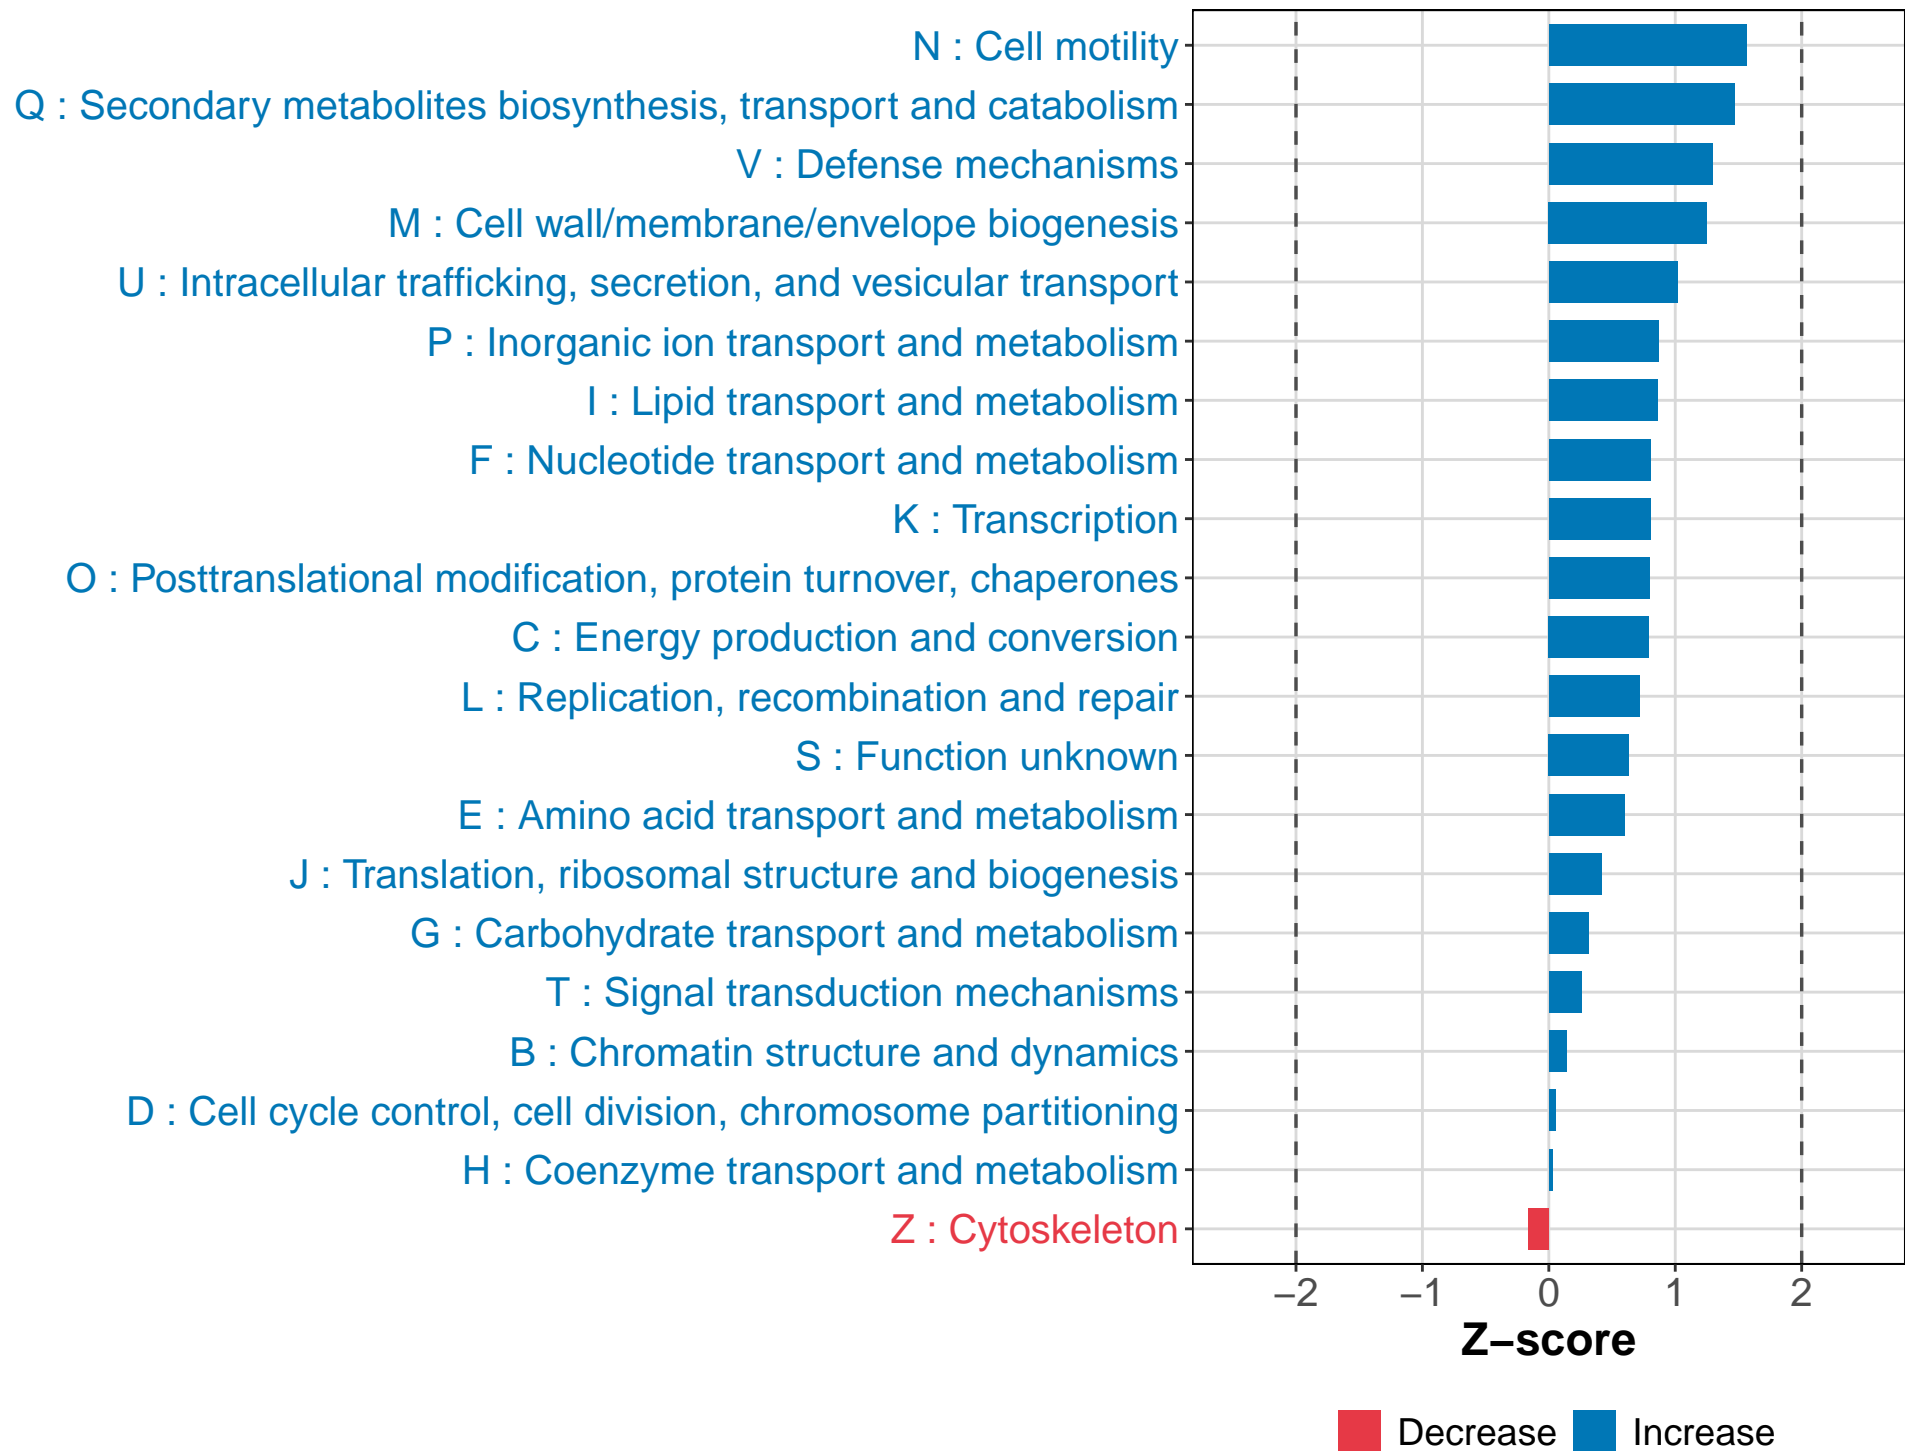 N : Cell motility
Q : Secondary metabolites biosynthesis, transport and catabolism
V : Defense mechanisms
M : Cell wall/membrane/envelope biogenesis
U : Intracellular trafficking, secretion, and vesicular transport
P : Inorganic ion transport and metabolism
I : Lipid transport and metabolism
F : Nucleotide transport and metabolism
K : Transcription
O : Posttranslational modification, protein turnover, chaperones
C : Energy production and conversion
L : Replication, recombination and repair
S : Function unknown
E : Amino acid transport and metabolism
J : Translation, ribosomal structure and biogenesis
G : Carbohydrate transport and metabolism
T : Signal transduction mechanisms
B : Chromatin structure and dynamics
D : Cell cycle control, cell division, chromosome partitioning
H : Coenzyme transport and metabolism
Z : Cytoskeleton
−2 −1 0 1 2
Z−score
Decrease Increase